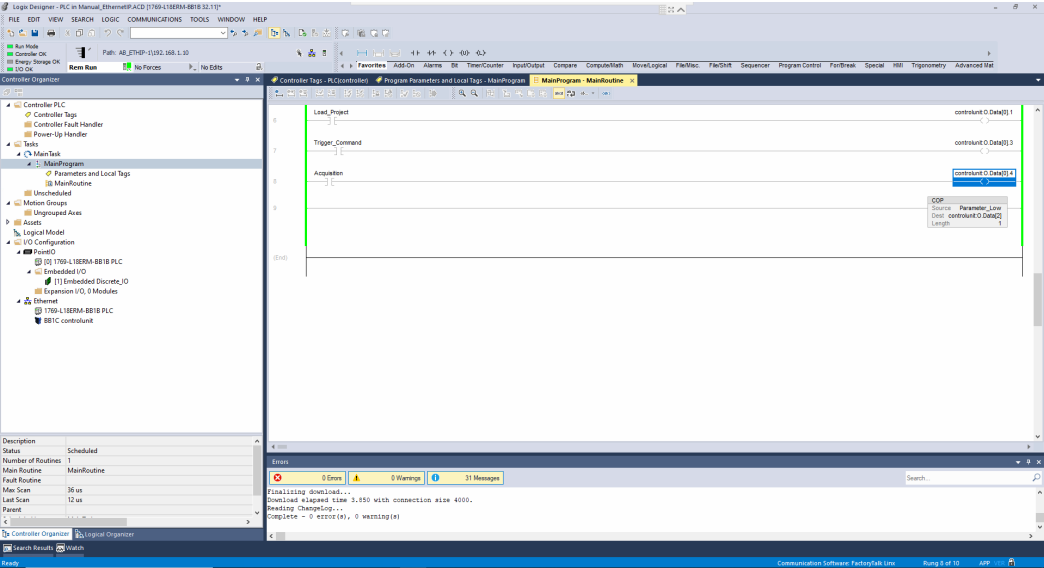 Logix Designer - PLC in Manual_EthernetIP.ACD [1769-L18ERM-BB1B 32.11]*
FILE EDIT VIEW SEARCH LOGIC COMMUNICATIONS TOOLS WINDOW HELP
Run Mode
Controller OK
Energy Storage OK
I/O OK
Path: AB_ETHIP-1\192.168.1.10
Rem Run No Forces No Edits
Favorites Add-On Alarms Bit Timer/Counter Input/Output Compare Compute/Math Move/Logical File/Misc. File/Shift Sequencer Program Control For/Break Special HMI Trigonometry Advanced Mat
Controller Organizer
Controller PLC
Controller Tags
Controller Fault Handler
Power-Up Handler
Tasks
MainTask
MainProgram
Parameters and Local Tags
MainRoutine
Unscheduled
Motion Groups
Ungrouped Axes
Assets
Logical Model
I/O Configuration
PointIO
[0] 1769-L18ERM-BB1B PLC
Embedded I/O
[1] Embedded Discrete_IO
Expansion I/O, 0 Modules
Ethernet
1769-L18ERM-BB1B PLC
BB1C controlunit
Description
Status Scheduled
Number of Routines 1
Main Routine MainRoutine
Fault Routine
Max Scan 36 us
Last Scan 12 us
Parent
Controller Organizer Logical Organizer
Controller Tags - PLC(controller) Program Parameters and Local Tags - MainProgram MainProgram - MainRoutine
Load_Project controlunit:O.Data[0].1
6
Trigger_Command controlunit:O.Data[0].3
7
Acquisition controlunit:O.Data[0].4
8
9
COP
Source Parameter_Low
Dest controlunit:O.Data[2]
Length 1
(End)
Errors
0 Errors 0 Warnings 31 Messages
Search...
Finalizing download...
Download elapsed time 3.850 with connection size 4000.
Reading ChangeLog...
Complete - 0 error(s), 0 warning(s)
Search Results Watch
Ready
Communication Software: FactoryTalk Linx Rung 8 of 10 APP VER